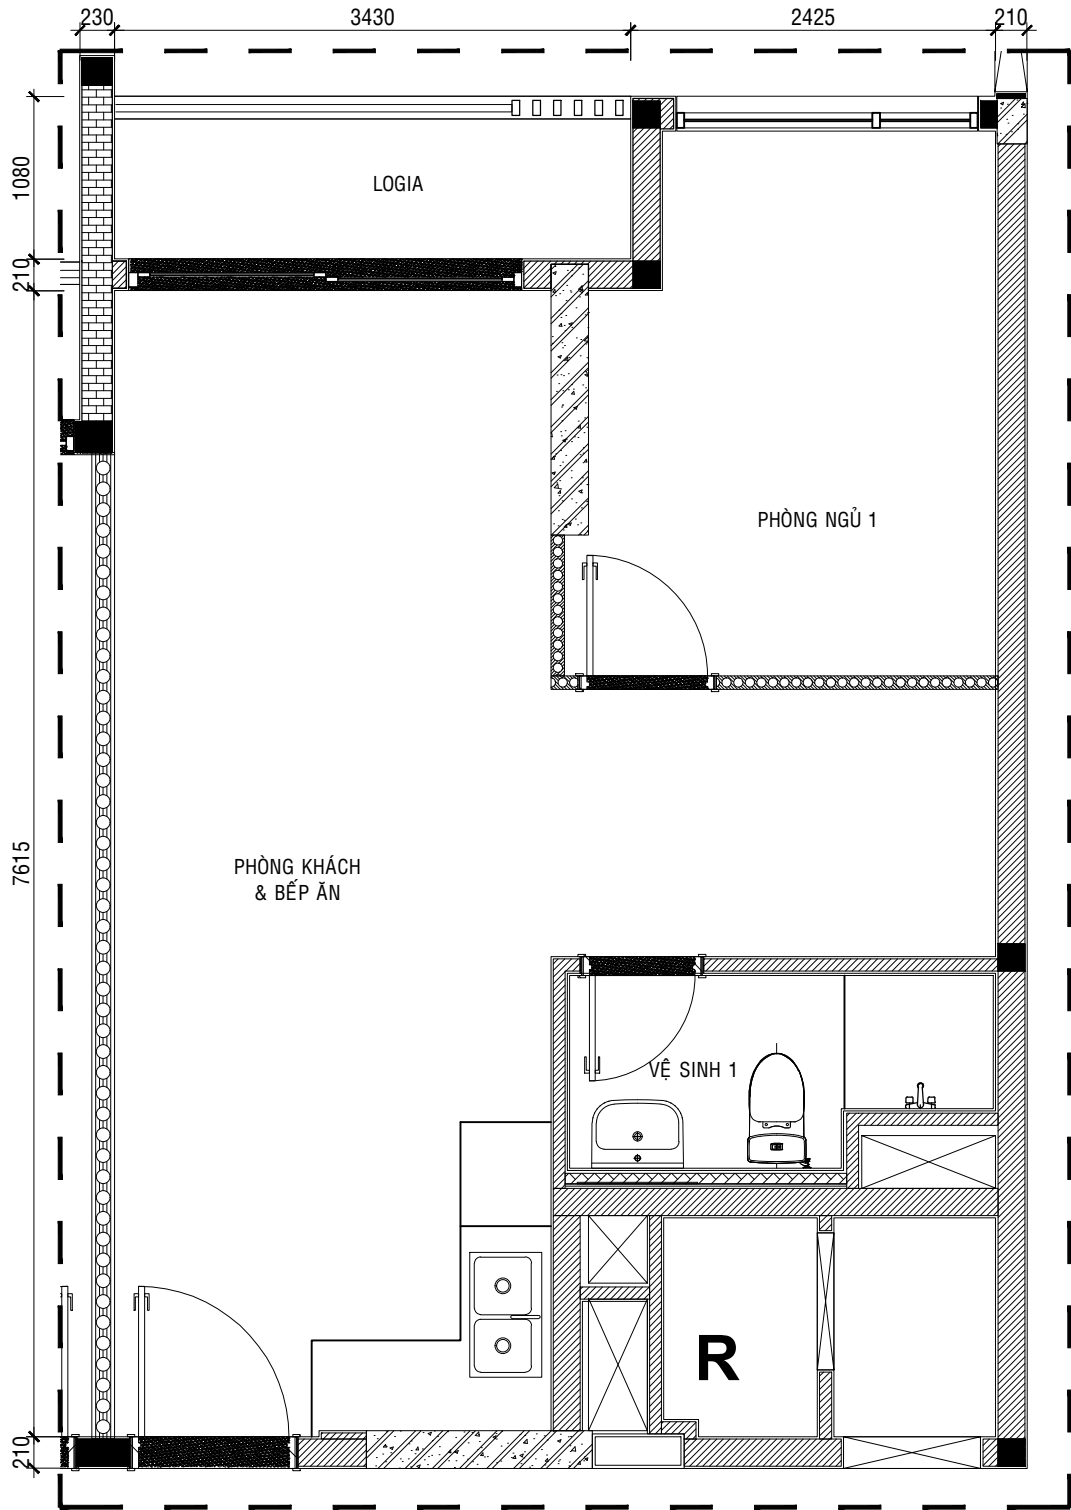 230
3430
2425
210
1080
LOGIA
210
PHÒNG NGỦ 1
7615
PHÒNG KHÁCH
& BẾP ĂN
VỆ SINH 1
R
210